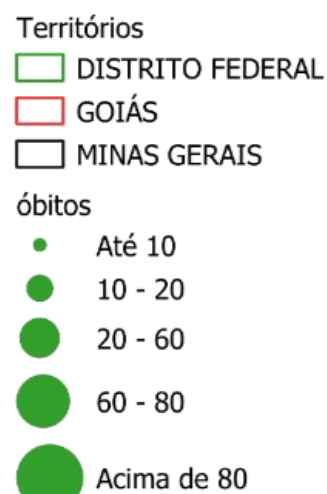 Territórios
DISTRITO FEDERAL
GOIÁS
MINAS GERAIS
óbitos
Até 10
10 - 20
20 - 60
60 - 80
Acima de 80